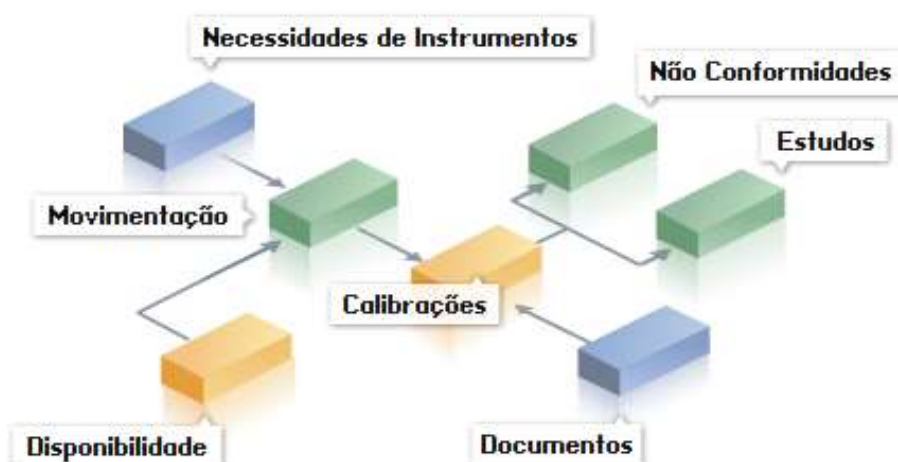 Necessidades de Instrumentos
Não Conformidades
Estudos
Movimentação
Calibrações
Disponibilidade
Documentos